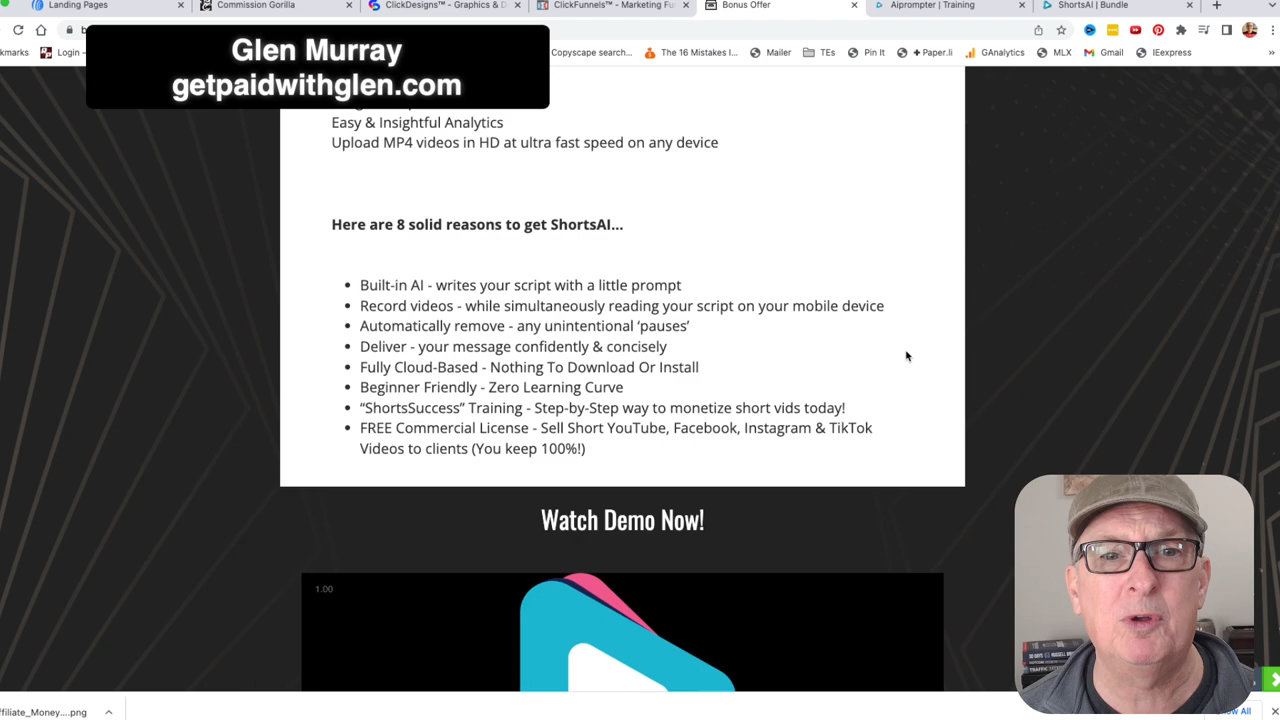 Landing Pages
Commission Gorilla
ClickDesigns™ - Graphics & D
ClickFunnels™ - Marketing Fu
Bonus Offer
Aiprompter | Training
ShortsAI | Bundle
Glen Murray
getpaidwithglen.com
okmarks
Login -
Copyscape search...
The 16 Mistakes I...
Mailer
TEs
Pin It
+ Paper.li
GAnalytics
MLX
Gmail
IEexpress
Easy & Insightful Analytics
Upload MP4 videos in HD at ultra fast speed on any device
Here are 8 solid reasons to get ShortsAI...
• Built-in AI - writes your script with a little prompt
• Record videos - while simultaneously reading your script on your mobile device
• Automatically remove - any unintentional ‘pauses’
• Deliver - your message confidently & concisely
• Fully Cloud-Based - Nothing To Download Or Install
• Beginner Friendly - Zero Learning Curve
• “ShortsSuccess” Training - Step-by-Step way to monetize short vids today!
• FREE Commercial License - Sell Short YouTube, Facebook, Instagram & TikTok
Videos to clients (You keep 100%!)
Watch Demo Now!
1.00
ffiliate_Money....png
ow All